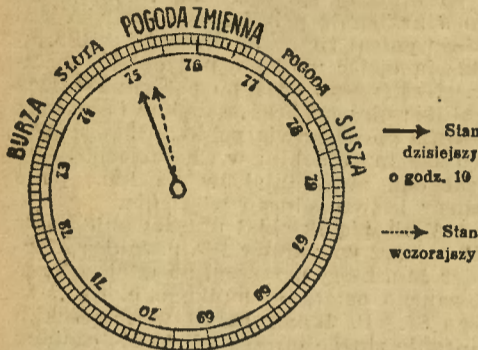 BURZA
SŁOTA
POGODA ZMIENNA
POGODA
SUSZA
75
76
77
78
79
67
68
69
70
71
72
73
74
Stan
dzisiejszy
o godz. 10
Stan
wczorajszy